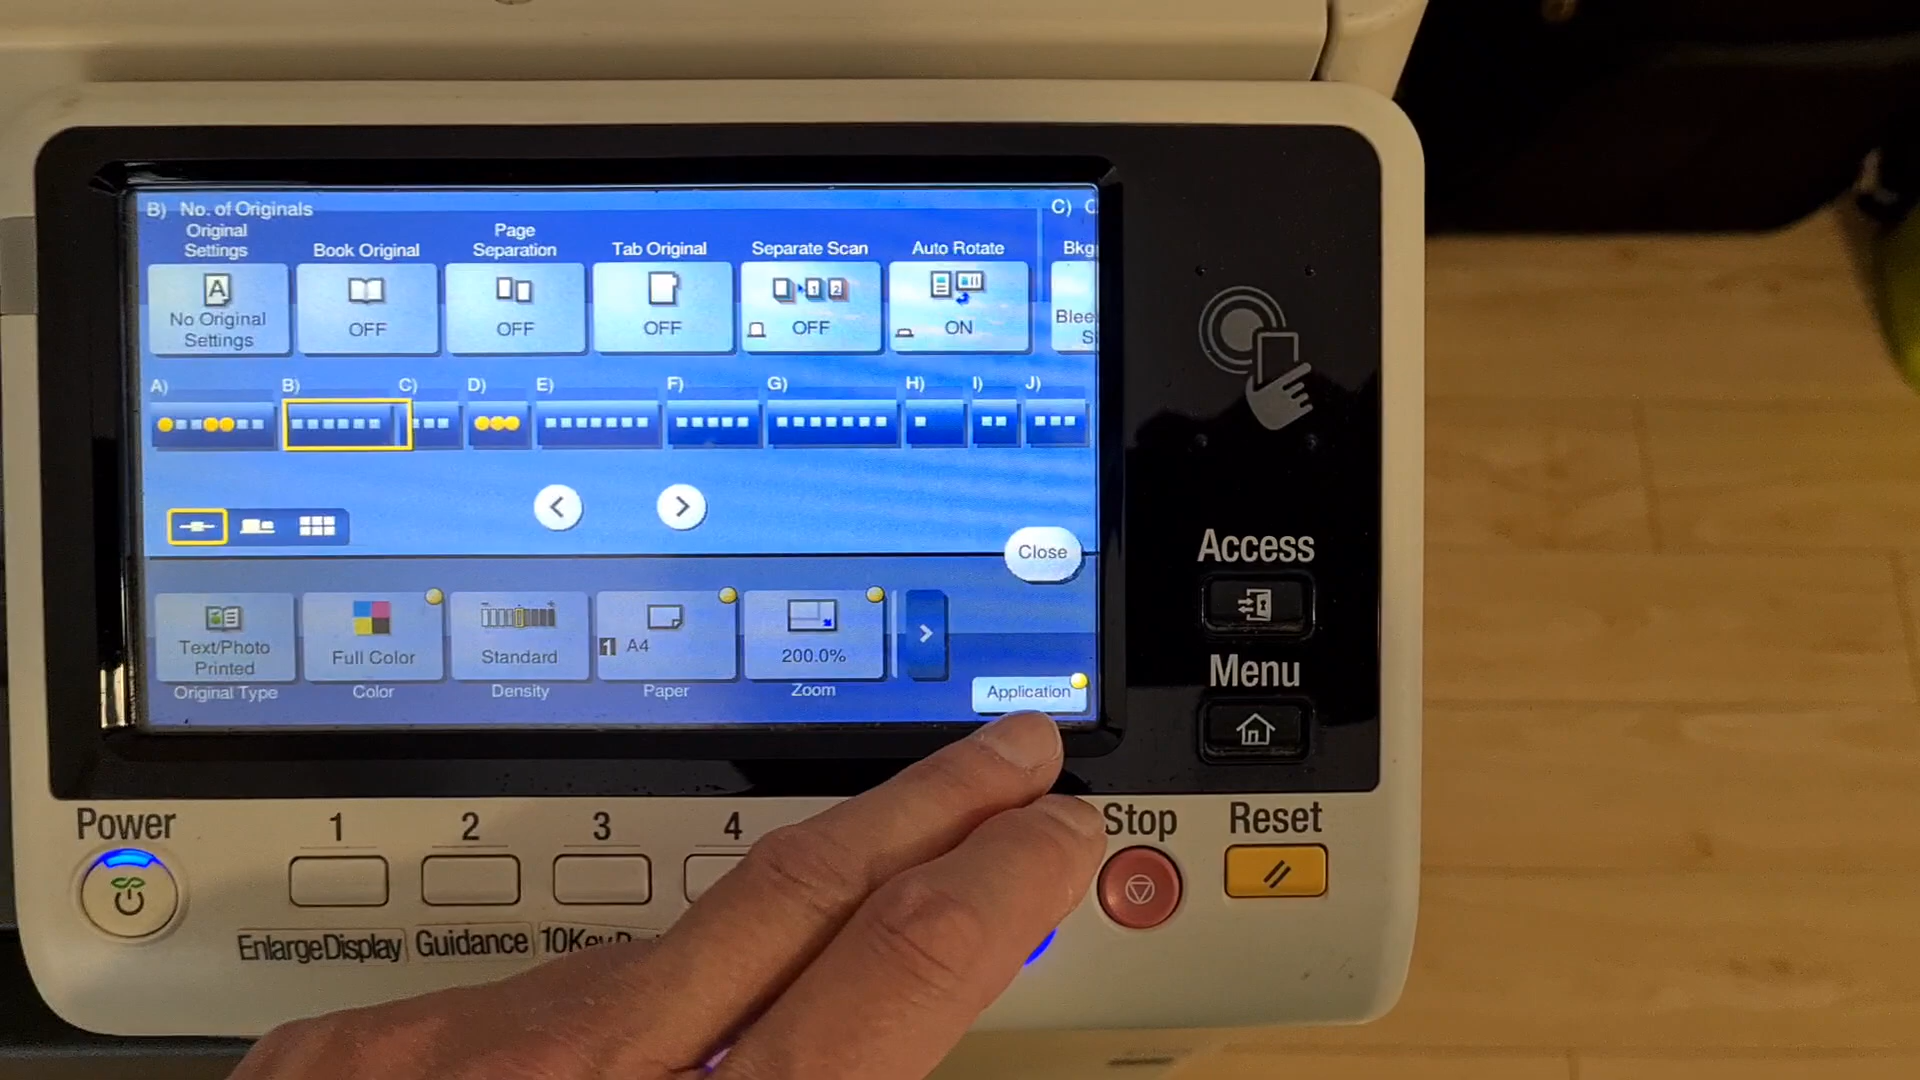 B) No. of Originals C)
Original Settings Book Original Page Separation Tab Original Separate Scan Auto Rotate
No Original Settings OFF OFF OFF OFF ON
A) B) C) D) E) F) G) H) I) J)
Close
Text/Photo Printed Full Color Standard 1 A4 200.0%
Original Type Color Density Paper Zoom
Application
Access
Menu
Power 1 2 3 4 Stop Reset
EnlargeDisplay Guidance